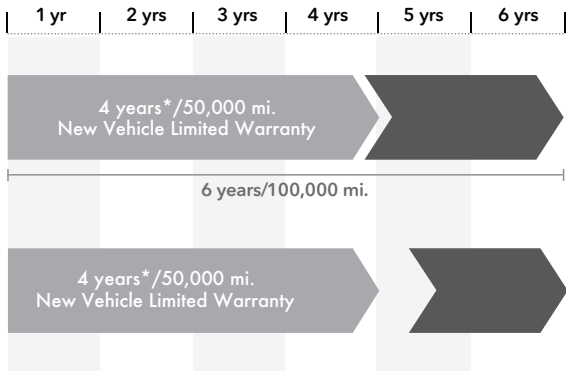 1 yr 2 yrs 3 yrs 4 yrs 5 yrs 6 yrs
4 years*/50,000 mi.
New Vehicle Limited Warranty
6 years/100,000 mi.
4 years*/50,000 mi.
New Vehicle Limited Warranty